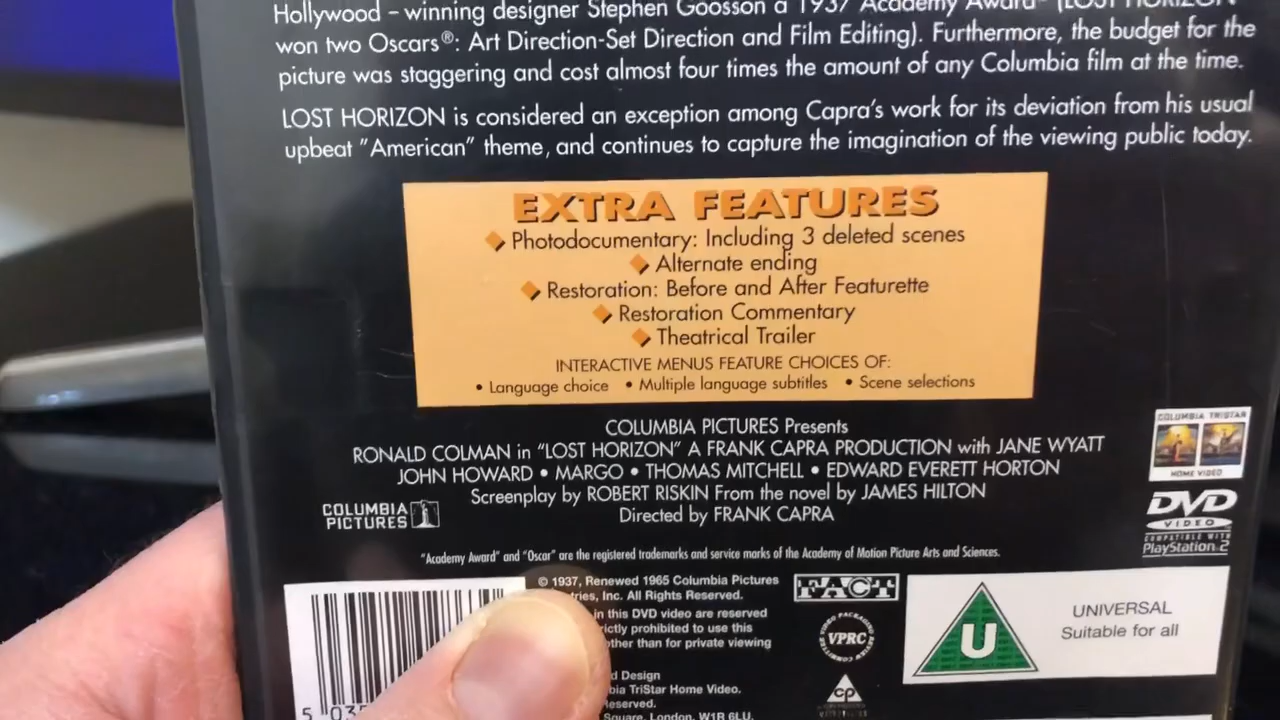 Hollywood – winning designer Stephen Goosson a 1937 Academy Award® (LOST HORIZON
won two Oscars®: Art Direction-Set Direction and Film Editing). Furthermore, the budget for the
picture was staggering and cost almost four times the amount of any Columbia film at the time.
LOST HORIZON is considered an exception among Capra's work for its deviation from his usual
upbeat "American" theme, and continues to capture the imagination of the viewing public today.
EXTRA FEATURES
Photodocumentary: Including 3 deleted scenes
Alternate ending
Restoration: Before and After Featurette
Restoration Commentary
Theatrical Trailer
INTERACTIVE MENUS FEATURE CHOICES OF:
• Language choice • Multiple language subtitles • Scene selections
COLUMBIA PICTURES Presents
RONALD COLMAN in "LOST HORIZON" A FRANK CAPRA PRODUCTION with JANE WYATT
JOHN HOWARD • MARGO • THOMAS MITCHELL • EDWARD EVERETT HORTON
Screenplay by ROBERT RISKIN From the novel by JAMES HILTON
Directed by FRANK CAPRA
COLUMBIA
PICTURES
COLUMBIA TRISTAR
HOME VIDEO
DVD
VIDEO
COMPATIBLE WITH
PlayStation 2
"Academy Award" and "Oscar" are the registered trademarks and service marks of the Academy of Motion Picture Arts and Sciences.
© 1937, Renewed 1965 Columbia Pictures
Inc. All Rights Reserved.
in this DVD video are reserved
prohibited to use this
other than for private viewing
Design
TriStar Home Video.
Square, London, W1R 6LU.
FACT
VIDEO PACKAGING REVIEW COMMITTEE
VPRC
cp
U
UNIVERSAL
Suitable for all